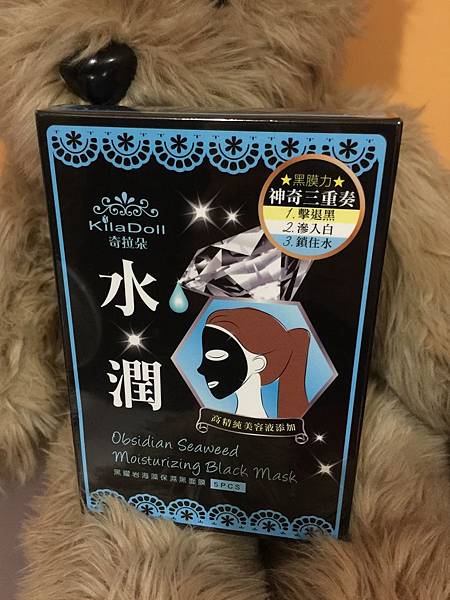 KilaDoll
奇拉朵
水·潤
★黑膜力★
神奇三重奏
1.擊退黑
2.滲入白
3.鎖住水
高精純美容液添加
Obsidian Seaweed
Moisturizing Black Mask
黑曜岩海藻保濕黑面膜 5PCS